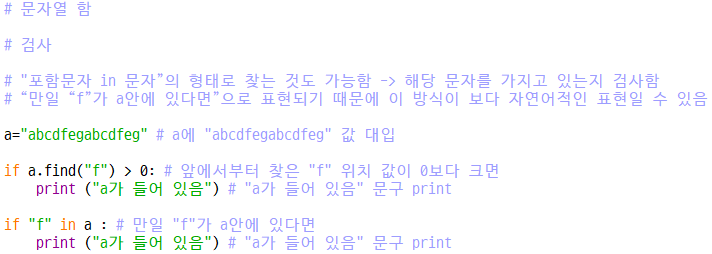 # 문자열 함
# 검사
# "포함문자 in 문자”의 형태로 찾는 것도 가능함 -> 해당 문자를 가지고 있는지 검사함
# “만일 “f”가 a안에 있다면”으로 표현되기 때문에 이 방식이 보다 자연어적인 표현일 수 있음
a="abcdfegabcdfeg" # a에 "abcdfegabcdfeg" 값 대입
if a.find("f") > 0: # 앞에서부터 찾은 "f" 위치 값이 0보다 크면
    print ("a가 들어 있음") # "a가 들어 있음" 문구 print
if "f" in a : # 만일 "f"가 a안에 있다면
    print ("a가 들어 있음") # "a가 들어 있음" 문구 print